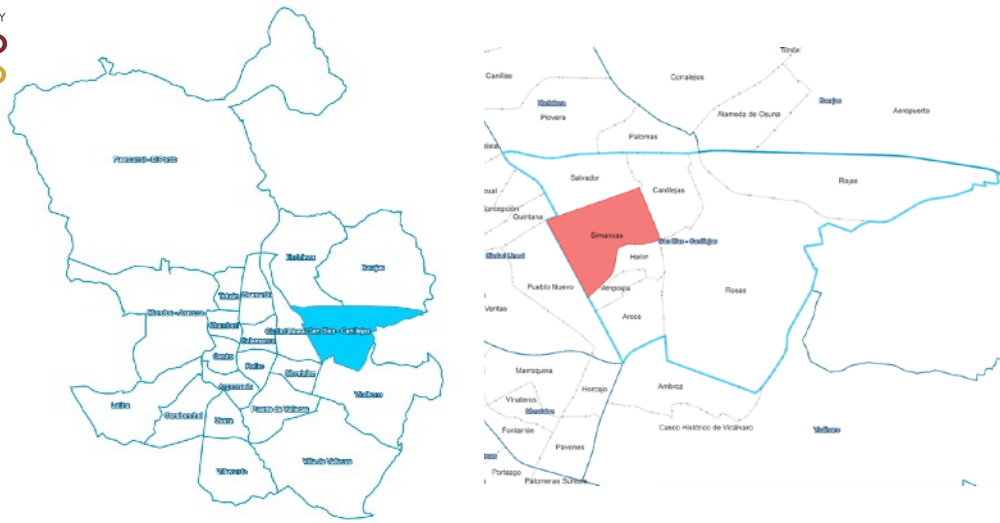 Y
Fuencarral - El Pardo
Hortaleza
Barajas
Tetuán
Chamartín
Moncloa - Aravaca
Chamberí
Ciudad Lineal
San Blas - Canillejas
Salamanca
Centro
Retiro
Moratalaz
Arganzuela
Vicálvaro
Latina
Carabanchel
Usera
Puente de Vallecas
Villaverde
Villa de Vallecas
Timón
Canillas
Corralejos
Hortaleza
Barajas
Piovera
Alameda de Osuna
Aeropuerto
Palomas
Salvador
Canillejas
Rejas
Concepción
Quintana
Simancas
San Blas - Canillejas
Ciudad Lineal
Hellín
Pueblo Nuevo
Amposta
Rosas
Ventas
Arcos
Marroquina
Horcajo
Ambroz
Vinateros
Moratalaz
Fontarrón
Casco Histórico de Vicálvaro
Vicálvaro
Pavones
Portazgo
Palomeras Sureste